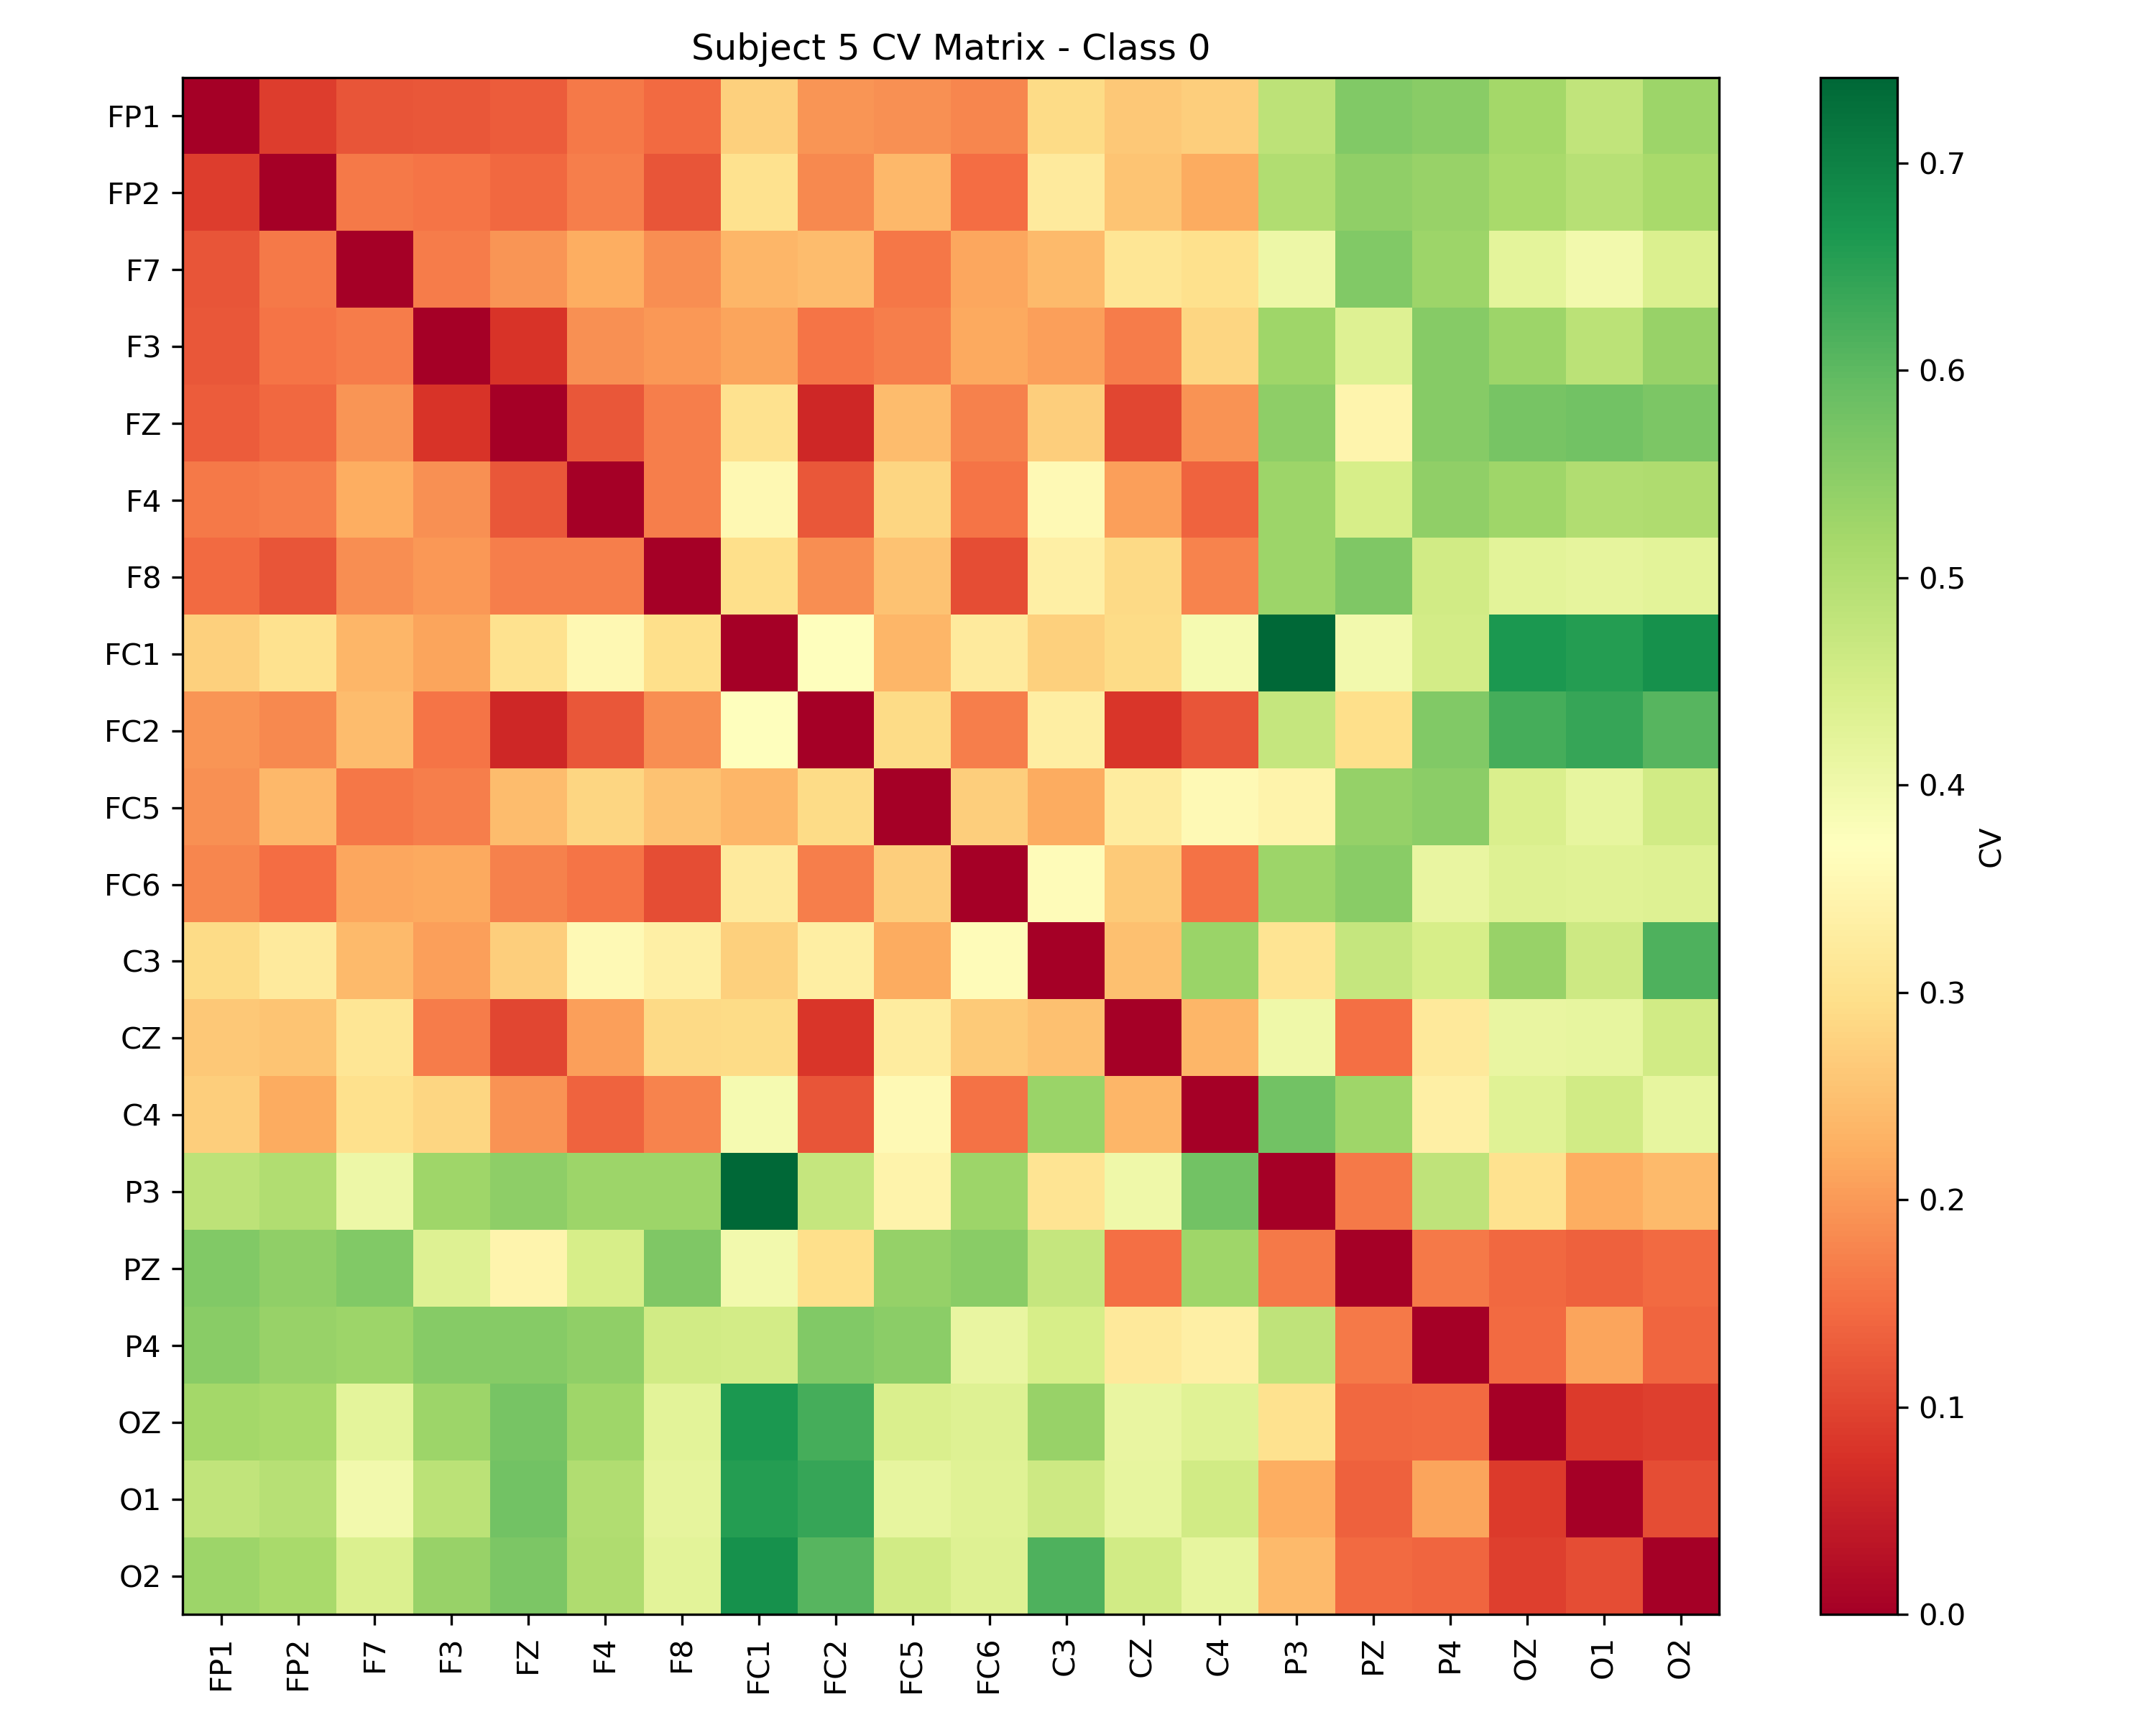 Subject 5 CV Matrix - Class 0
FP1
FP2
F7
F3
FZ
F4
F8
FC1
FC2
FC5
FC6
C3
CZ
C4
P3
PZ
P4
OZ
O1
O2
FP1 FP2 F7 F3 FZ F4 F8 FC1 FC2 FC5 FC6 C3 CZ C4 P3 PZ P4 OZ O1 O2
0.7
0.6
0.5
0.4
0.3
0.2
0.1
0.0
CV